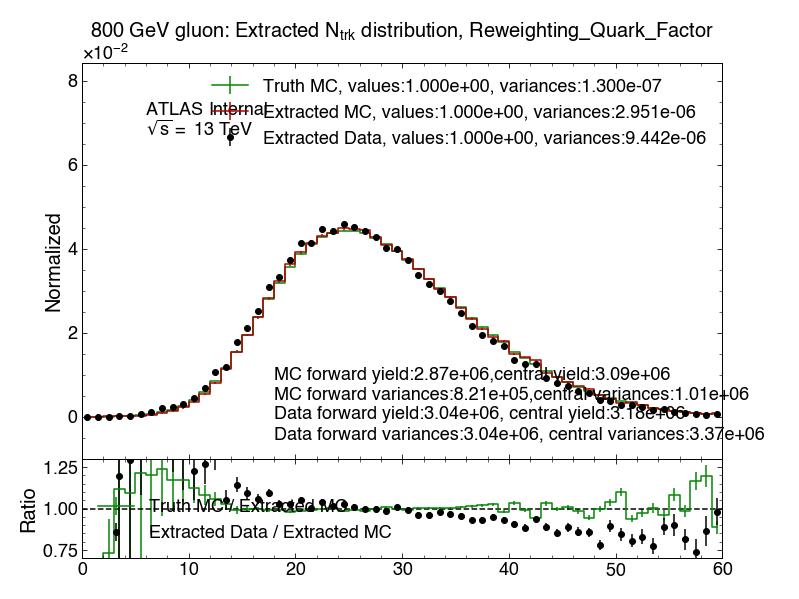 800 GeV gluon: Extracted Ntrk distribution, Reweighting_Quark_Factor
×10−2
Truth MC, values:1.000e+00, variances:1.300e-07
ATLAS Internal
Extracted MC, values:1.000e+00, variances:2.951e-06
√s = 13 TeV
Extracted Data, values:1.000e+00, variances:9.442e-06
8
6
4
2
0
Normalized
MC forward yield:2.87e+06,central yield:3.09e+06
MC forward variances:8.21e+05,central variances:1.01e+06
Data forward yield:3.04e+06, central yield:3.18e+06
Data forward variances:3.04e+06, central variances:3.37e+06
1.25
1.00
0.75
Ratio
Truth MC / Extracted MC
Extracted Data / Extracted MC
0 10 20 30 40 50 60